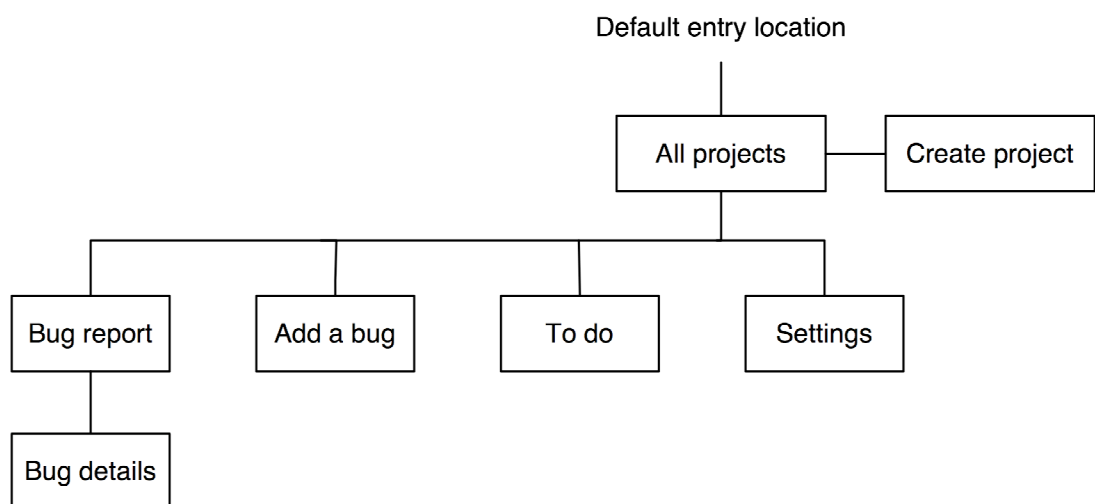 Default entry location
All projects
Create project
Bug report
Add a bug
To do
Settings
Bug details